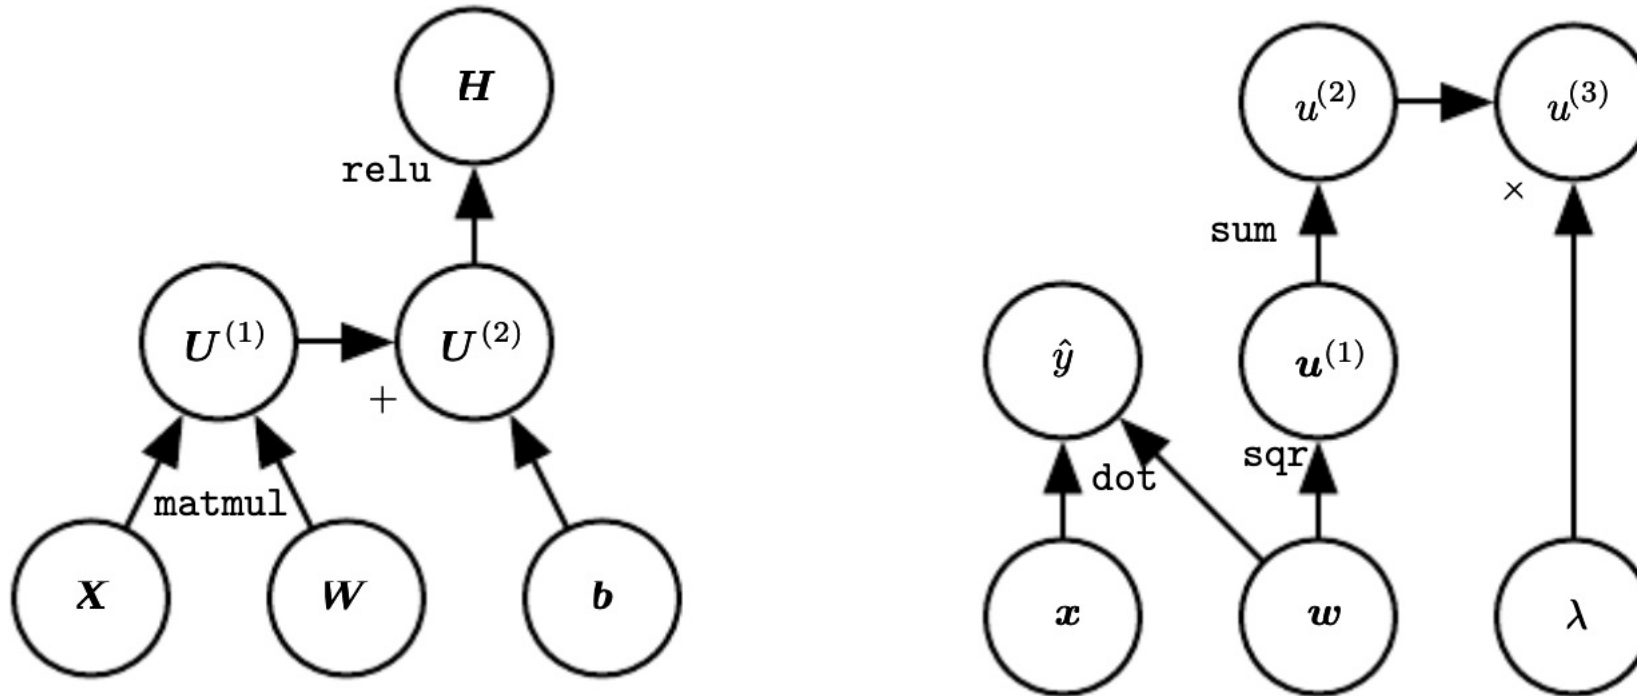 H
relu
U^(1)
U^(2)
+
matmul
X
W
b
u^(2)
u^(3)
×
sum
ŷ
u^(1)
dot
sqr
x
w
λ